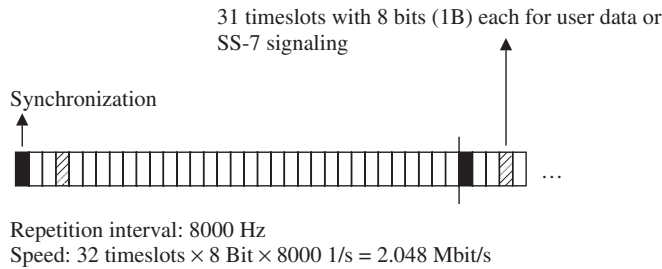 31 timeslots with 8 bits (1B) each for user data or
SS-7 signaling
Synchronization
...
Repetition interval: 8000 Hz
Speed: 32 timeslots × 8 Bit × 8000 1/s = 2.048 Mbit/s